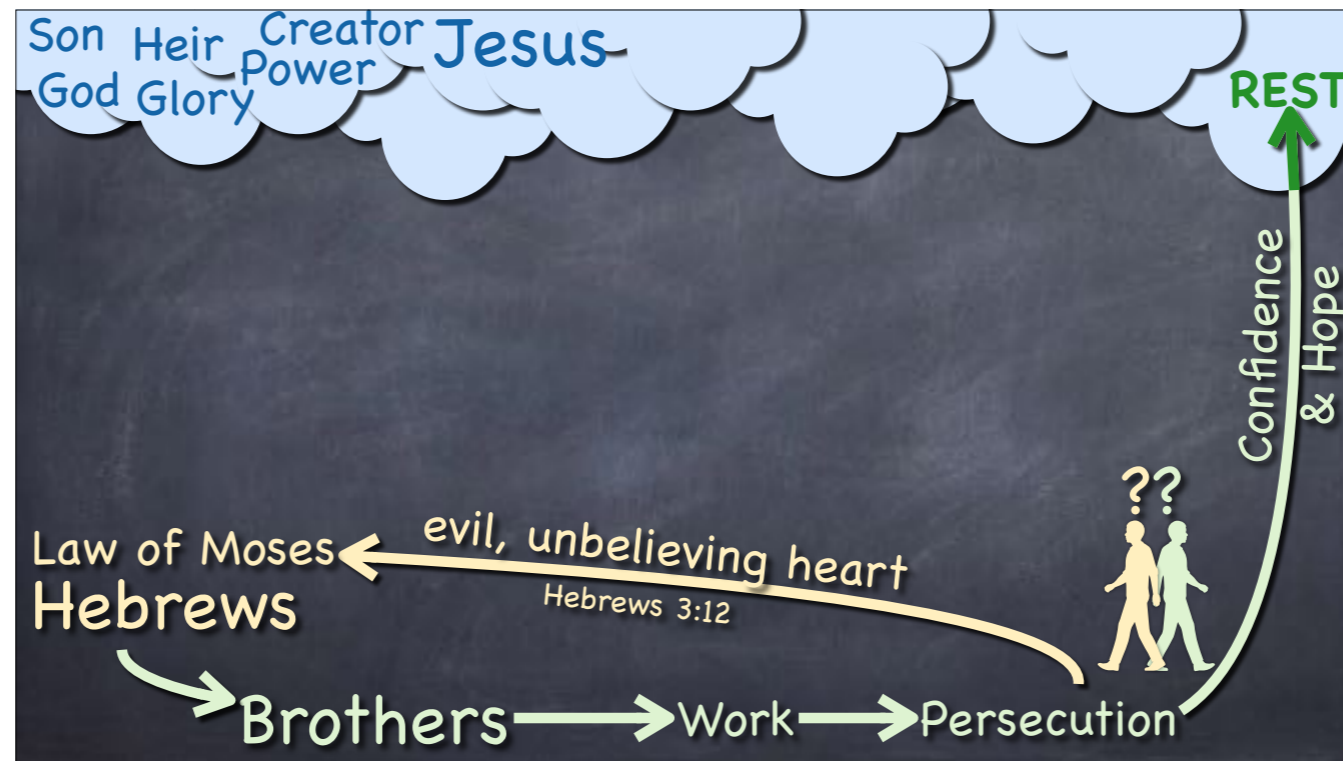 Son Heir Creator Jesus
God Glory Power
REST
Confidence
& Hope
??
evil, unbelieving heart
Hebrews 3:12
Law of Moses
Hebrews
Brothers Work Persecution